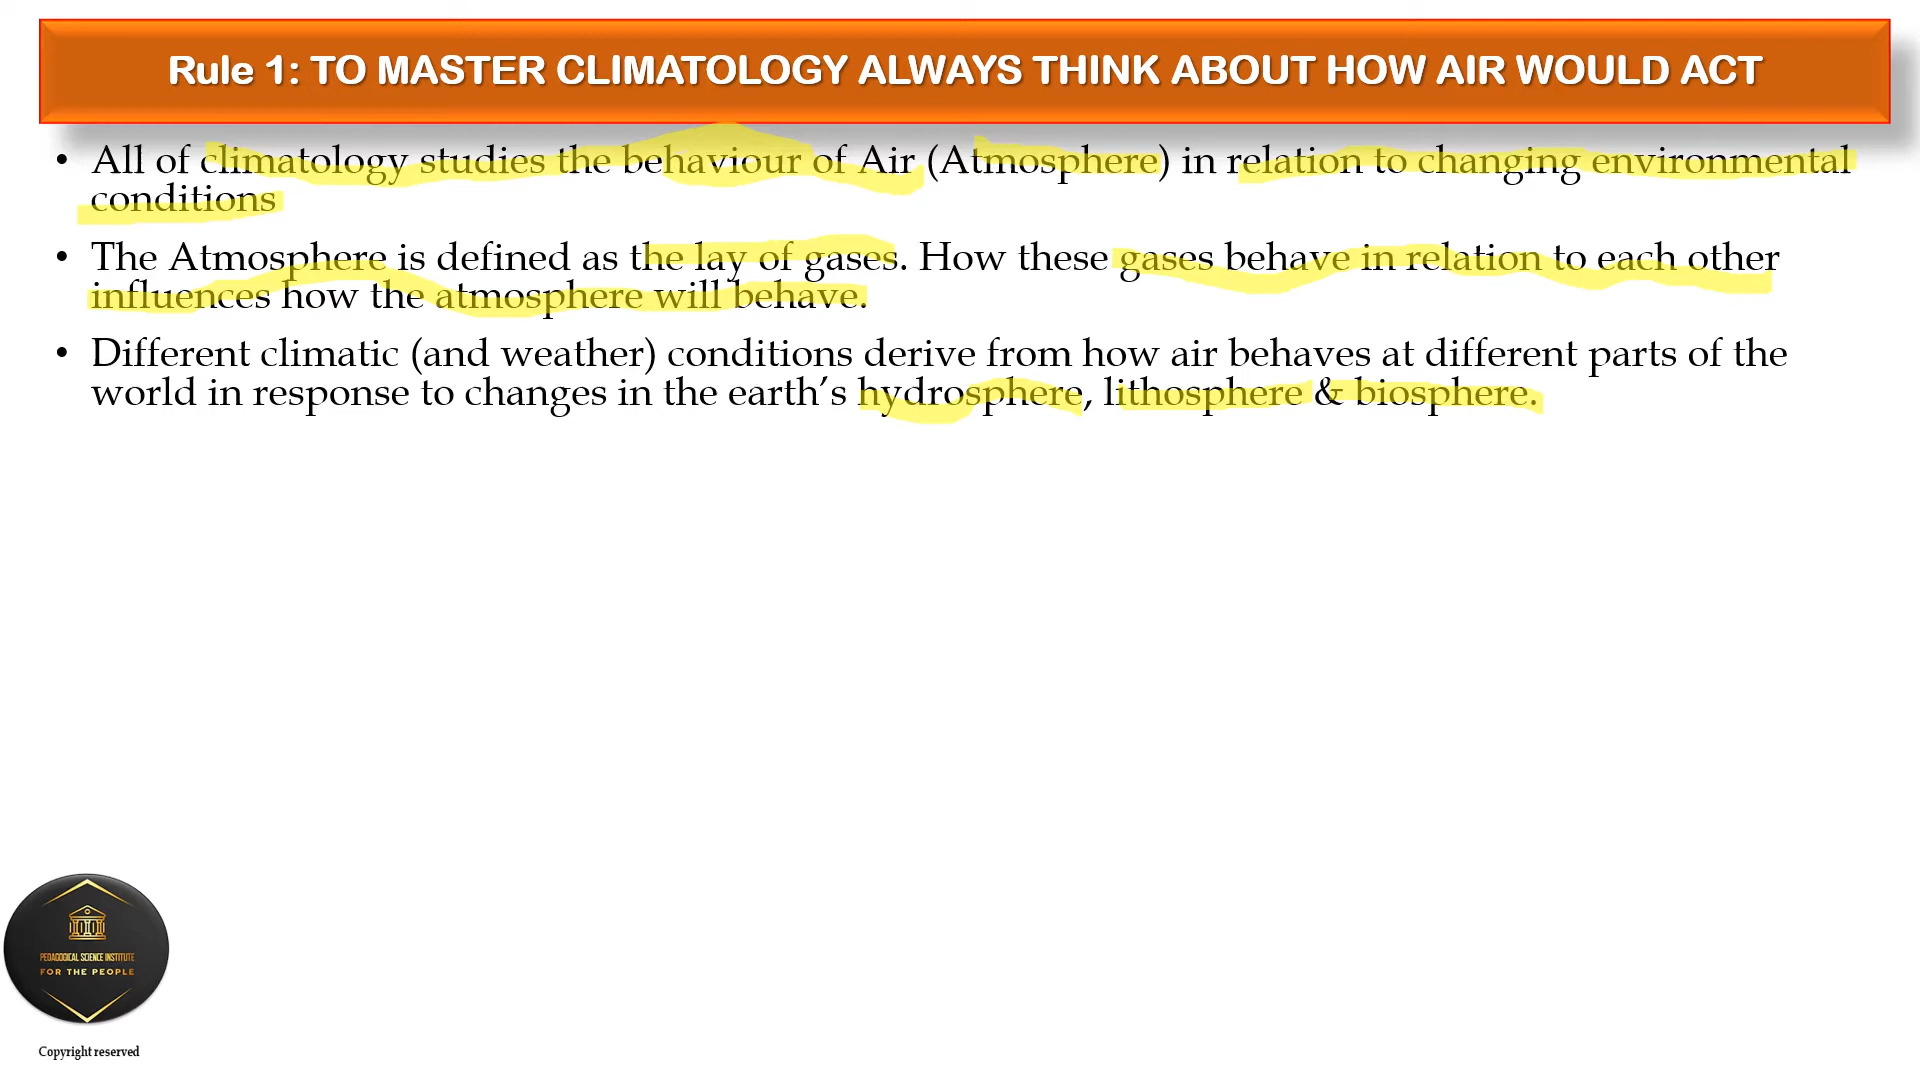 Rule 1: TO MASTER CLIMATOLOGY ALWAYS THINK ABOUT HOW AIR WOULD ACT
• All of climatology studies the behaviour of Air (Atmosphere) in relation to changing environmental
conditions
• The Atmosphere is defined as the lay of gases. How these gases behave in relation to each other
influences how the atmosphere will behave.
• Different climatic (and weather) conditions derive from how air behaves at different parts of the
world in response to changes in the earth’s hydrosphere, lithosphere & biosphere.
PEDAGOGICAL SCIENCE INSTITUTE
FOR THE PEOPLE
Copyright reserved